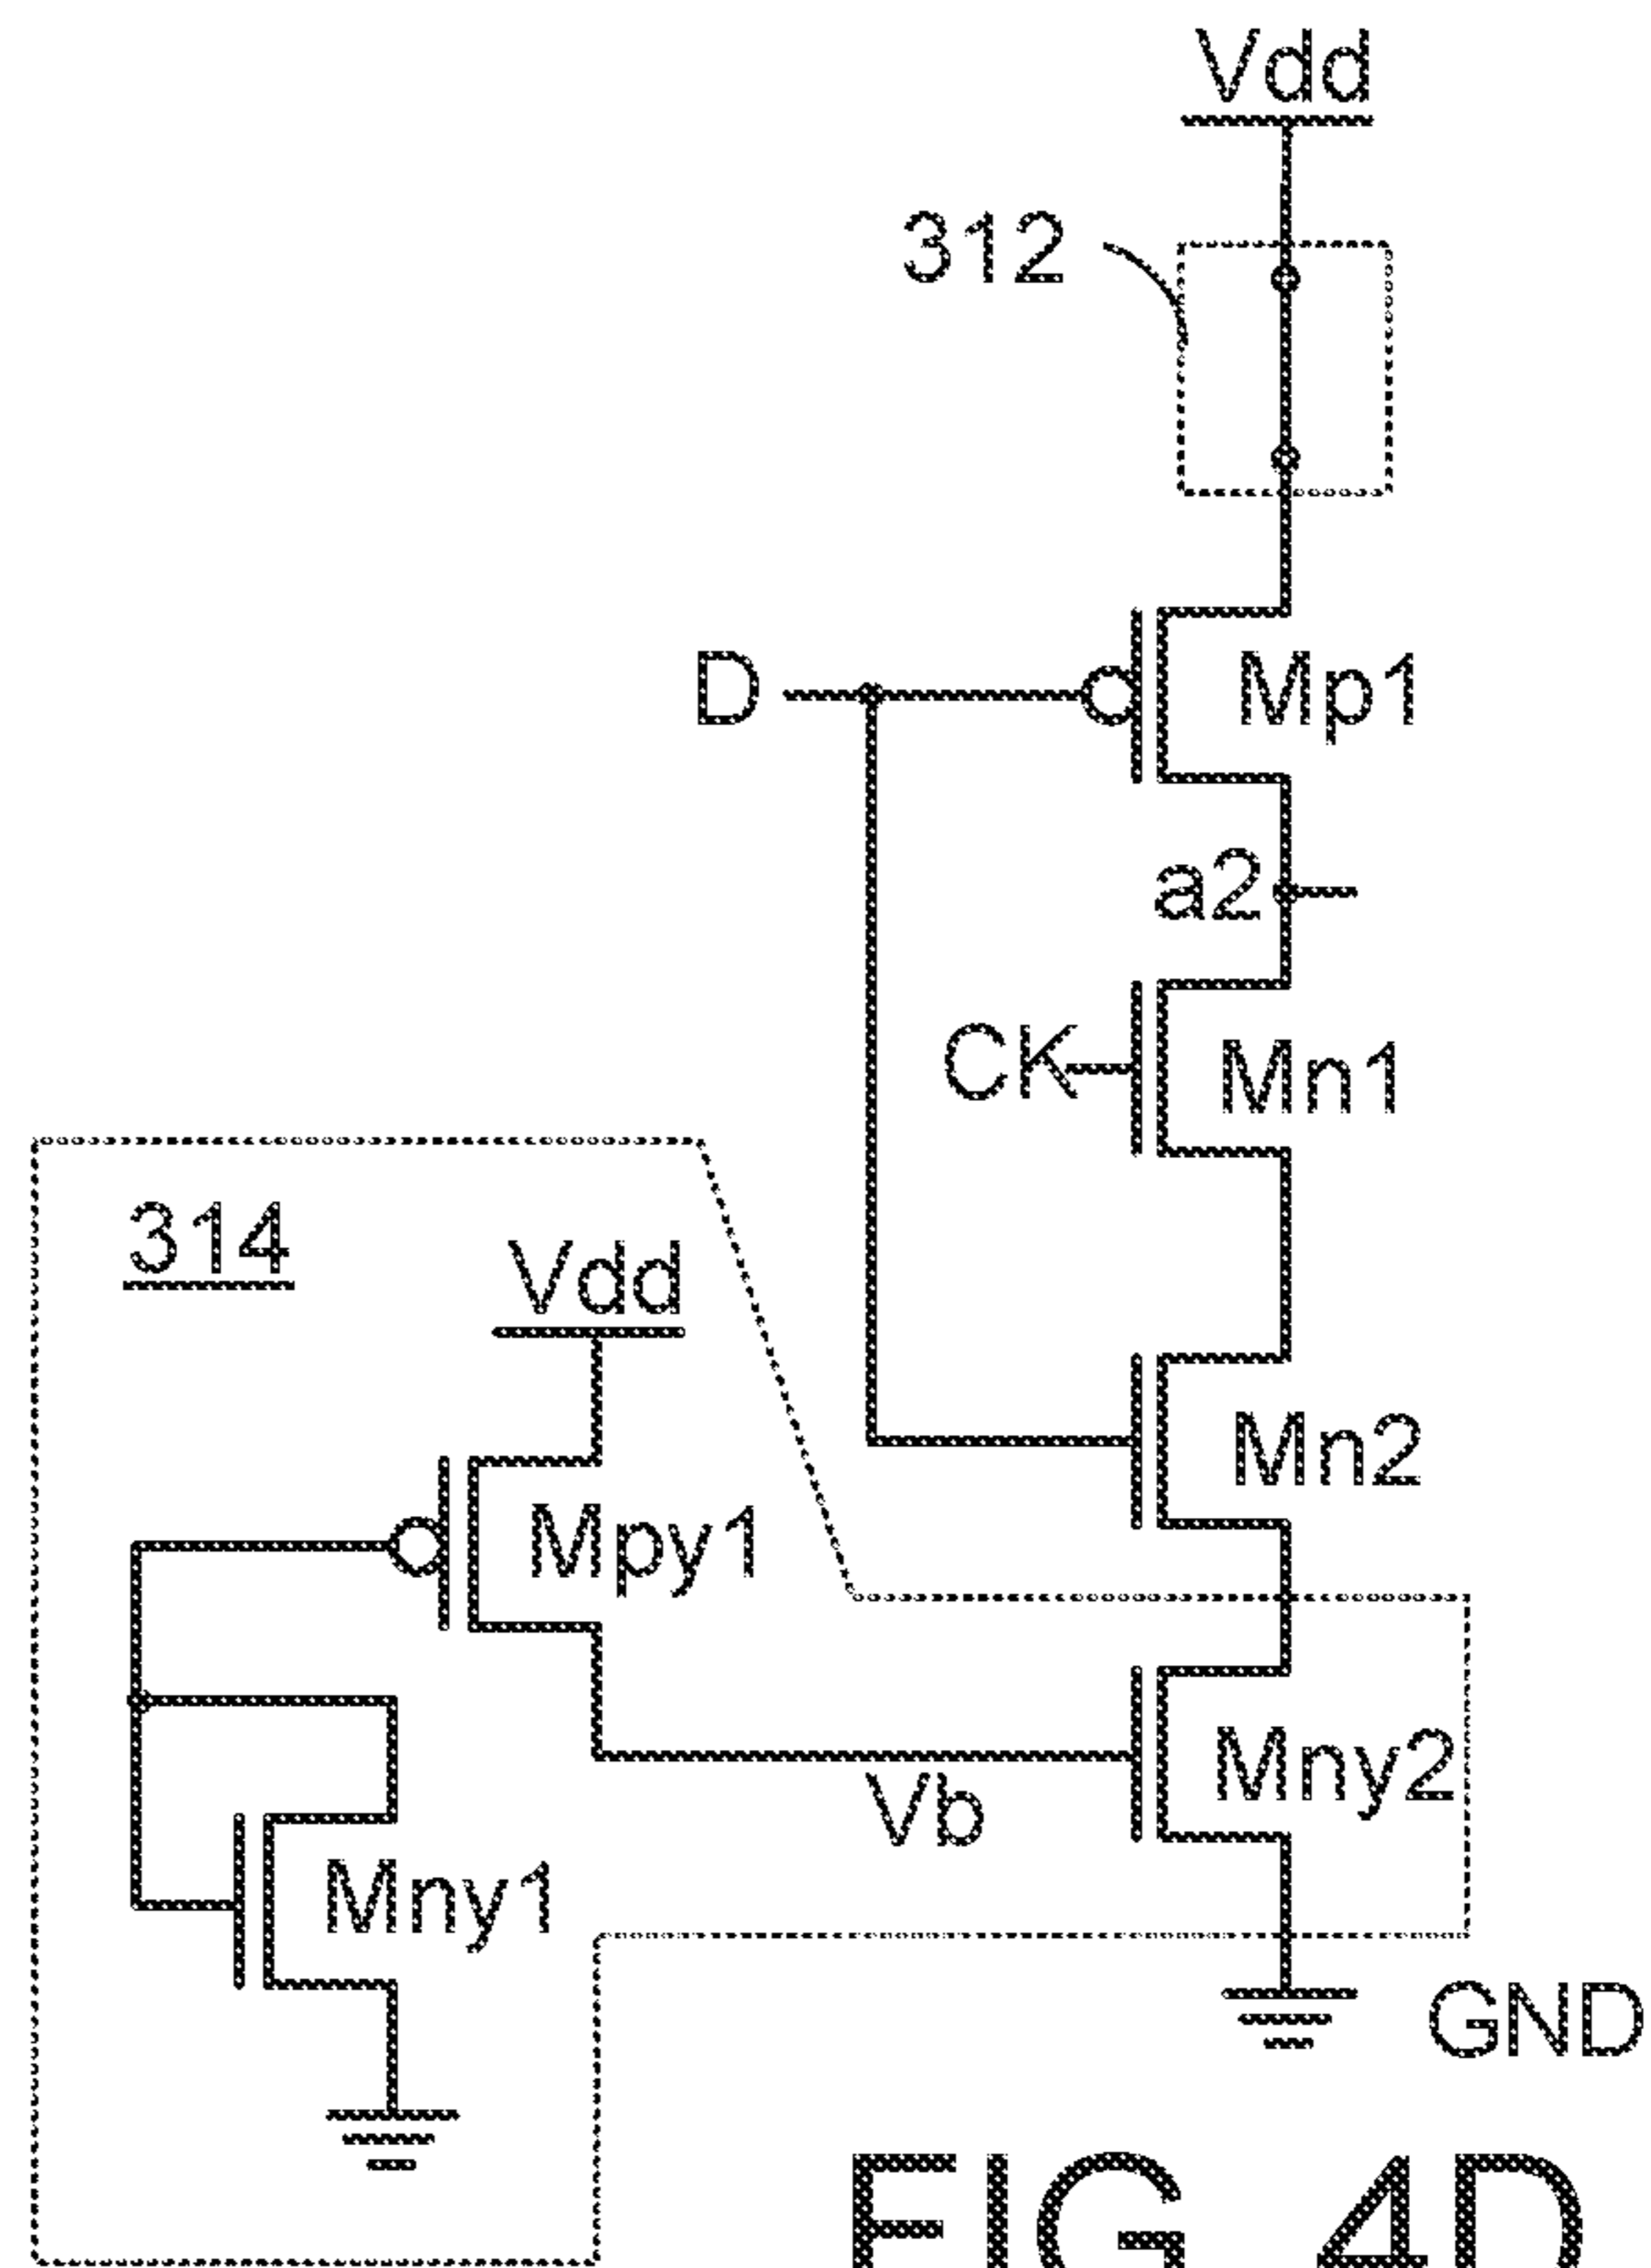 Vdd
312
D
Mp1
a2
CK
Mn1
314
Vdd
Mn2
Mpy1
Mny2
Vb
Mny1
GND
FIG. 4D